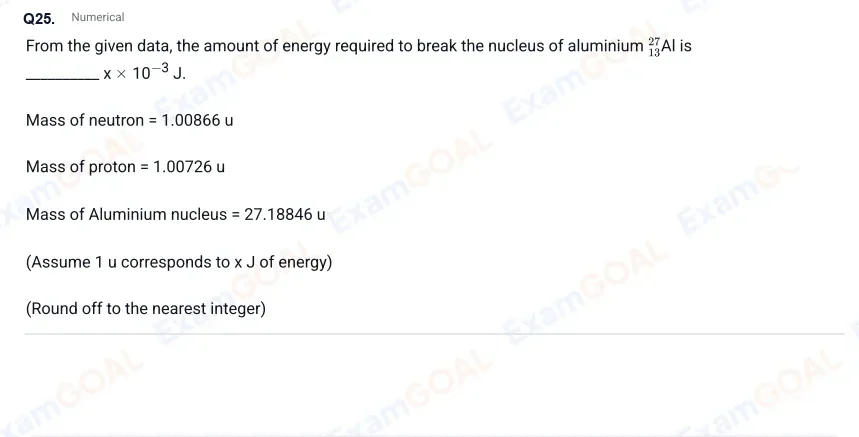 Q25. Numerical
From the given data, the amount of energy required to break the nucleus of aluminium ²⁷₁₃Al is
__________ x × 10⁻³ J.
Mass of neutron = 1.00866 u
Mass of proton = 1.00726 u
Mass of Aluminium nucleus = 27.18846 u
(Assume 1 u corresponds to x J of energy)
(Round off to the nearest integer)
ExamGOAL